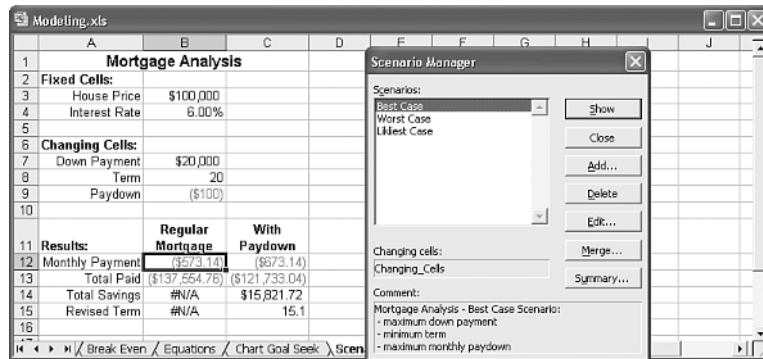 Modeling.xls
A B C D E F G H I J
1 Mortgage Analysis
2 Fixed Cells:
3 House Price $100,000
4 Interest Rate 6.00%
5
6 Changing Cells:
7 Down Payment $20,000
8 Term 20
9 Paydown ($100)
10
Regular With
11 Results: Mortgage Paydown
12 Monthly Payment ($573.14) ($673.14)
13 Total Paid ($137,554.76) ($121,733.04)
14 Total Savings #N/A $15,821.72
15 Revised Term #N/A 15.1
16
Break Even / Equations / Chart Goal Seek \ Scen
Scenario Manager
Scenarios:
Best Case
Worst Case
Likliest Case
Show
Close
Add...
Delete
Edit...
Merge...
Summary...
Changing cells:
Changing_Cells
Comment:
Mortgage Analysis - Best Case Scenario:
- maximum down payment
- minimum term
- maximum monthly paydown